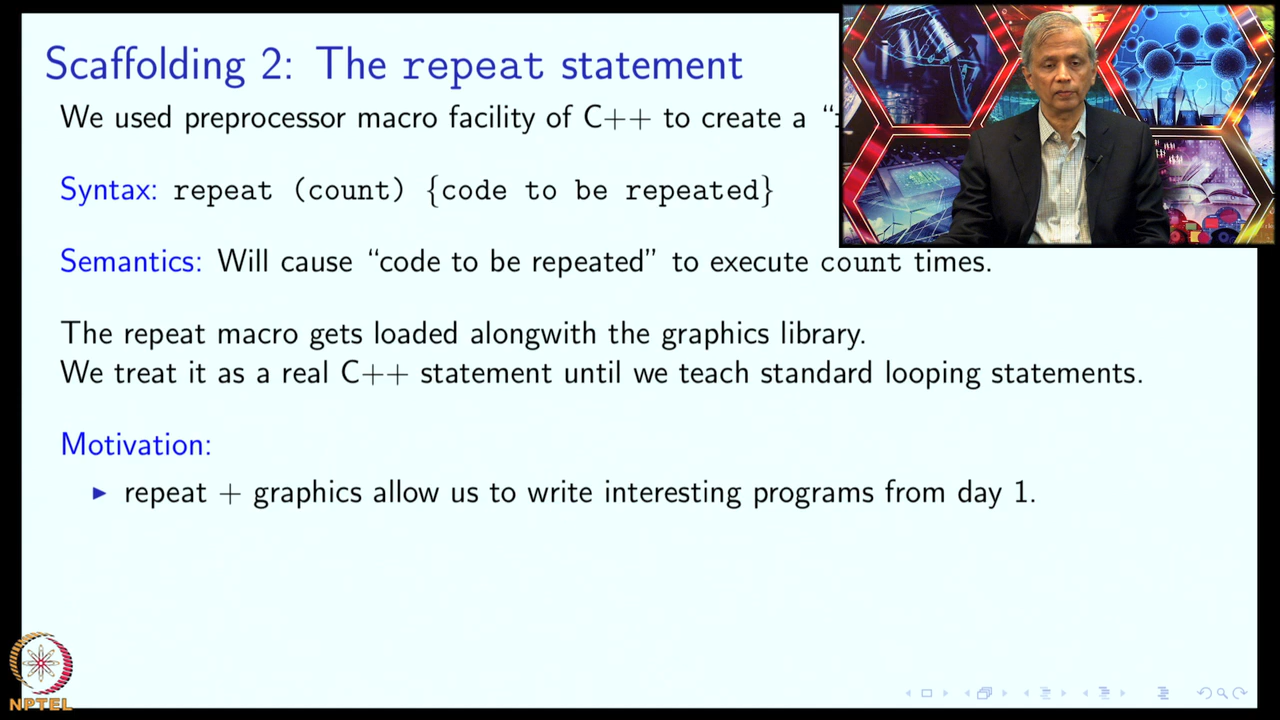 Scaffolding 2: The repeat statement
We used preprocessor macro facility of C++ to create a "
Syntax: repeat (count) {code to be repeated}
Semantics: Will cause "code to be repeated" to execute count times.
The repeat macro gets loaded alongwith the graphics library.
We treat it as a real C++ statement until we teach standard looping statements.
Motivation:
▶ repeat + graphics allow us to write interesting programs from day 1.
NPTEL